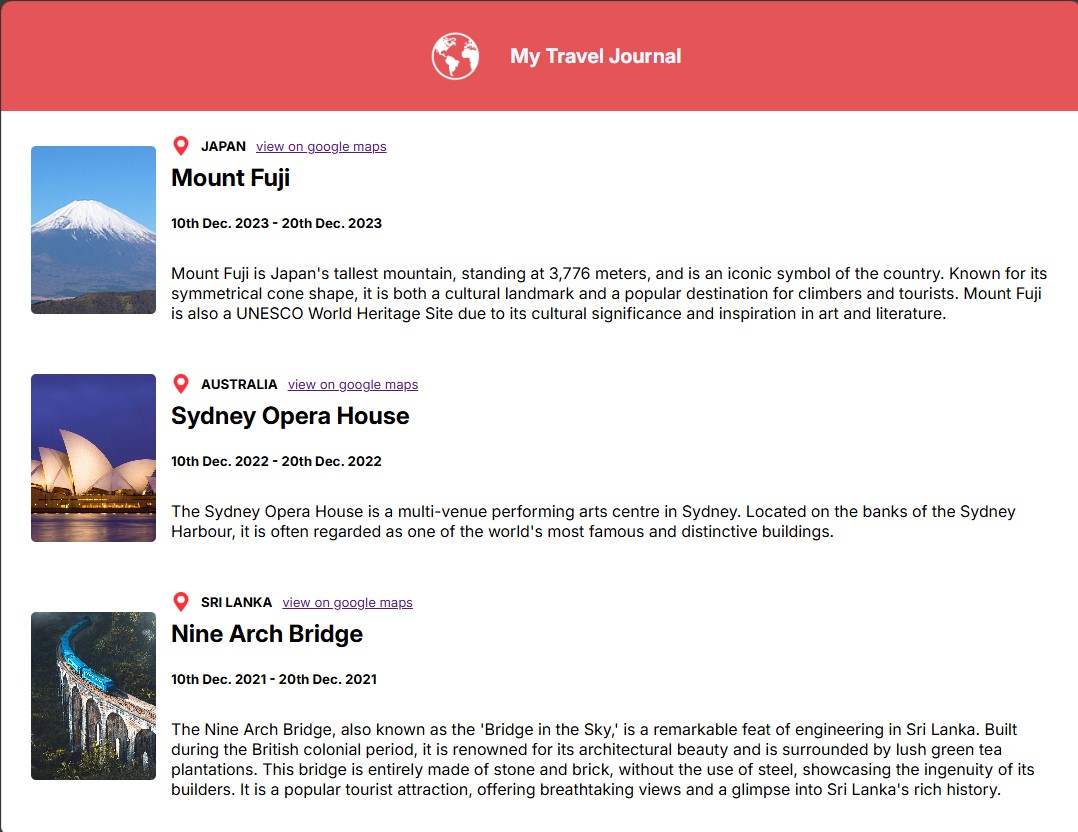 My Travel Journal
JAPAN view on google maps
Mount Fuji
10th Dec. 2023 - 20th Dec. 2023
Mount Fuji is Japan's tallest mountain, standing at 3,776 meters, and is an iconic symbol of the country. Known for its
symmetrical cone shape, it is both a cultural landmark and a popular destination for climbers and tourists. Mount Fuji
is also a UNESCO World Heritage Site due to its cultural significance and inspiration in art and literature.
AUSTRALIA view on google maps
Sydney Opera House
10th Dec. 2022 - 20th Dec. 2022
The Sydney Opera House is a multi-venue performing arts centre in Sydney. Located on the banks of the Sydney
Harbour, it is often regarded as one of the world's most famous and distinctive buildings.
SRI LANKA view on google maps
Nine Arch Bridge
10th Dec. 2021 - 20th Dec. 2021
The Nine Arch Bridge, also known as the 'Bridge in the Sky,' is a remarkable feat of engineering in Sri Lanka. Built
during the British colonial period, it is renowned for its architectural beauty and is surrounded by lush green tea
plantations. This bridge is entirely made of stone and brick, without the use of steel, showcasing the ingenuity of its
builders. It is a popular tourist attraction, offering breathtaking views and a glimpse into Sri Lanka's rich history.